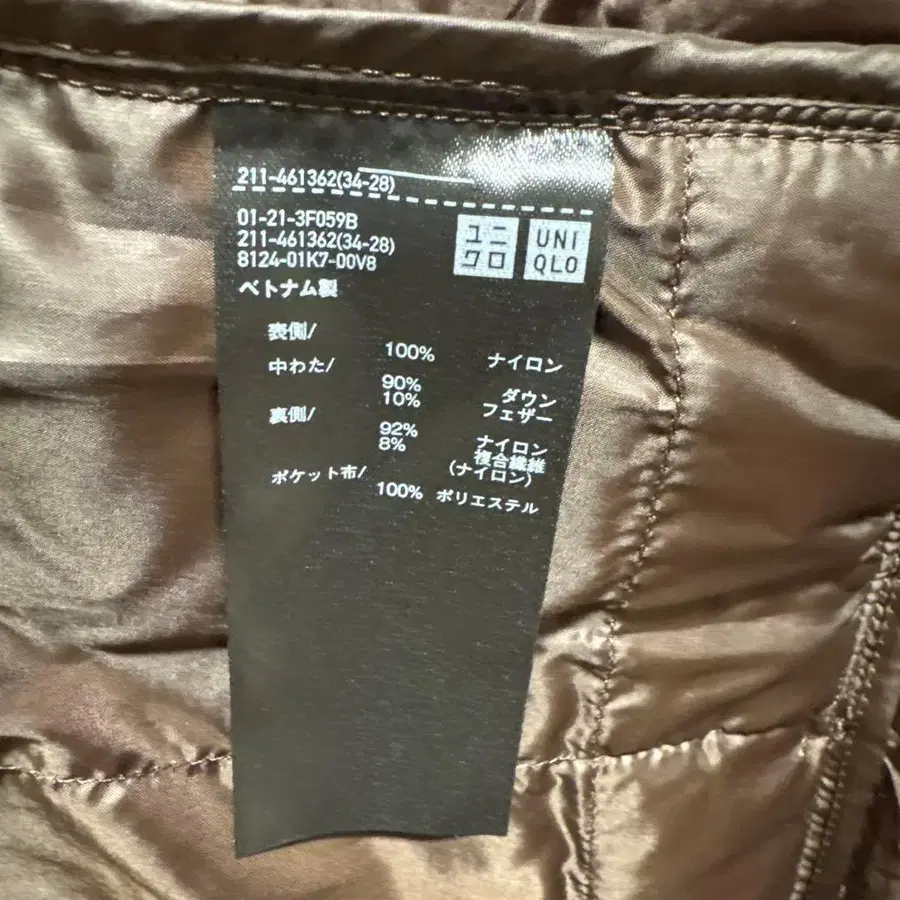 211-461362(34-28)
01-21-3F059B
211-461362(34-28)
8124-01K7-00V8
ユニ
クロ
UNI
QLO
ベトナム製
表側/
100% ナイロン
中わた/
90% ダウン
10% フェザー
裏側/
92% ナイロン
8% 複合繊維
(ナイロン)
ポケット布/
100% ポリエステル